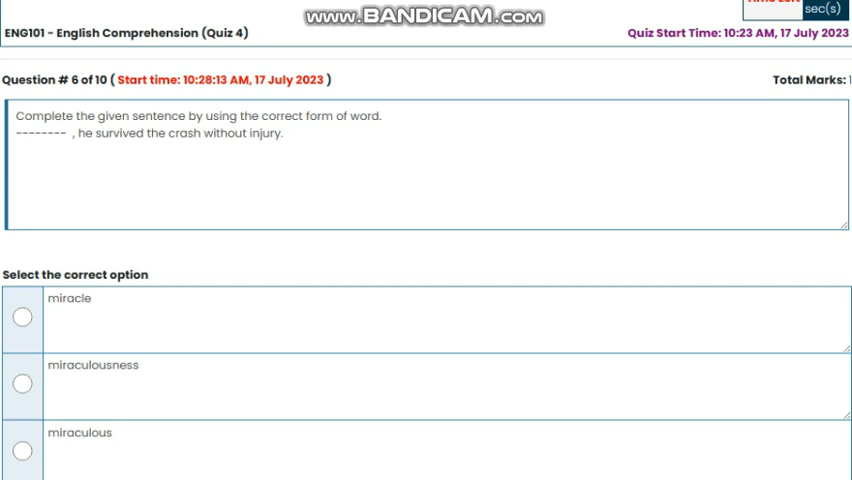 www.BANDICAM.com
sec(s)
ENG101 - English Comprehension (Quiz 4)
Quiz Start Time: 10:23 AM, 17 July 2023
Question # 6 of 10 ( Start time: 10:28:13 AM, 17 July 2023 )
Total Marks: 1
Complete the given sentence by using the correct form of word.
-------- , he survived the crash without injury.
Select the correct option
miracle
miraculousness
miraculous